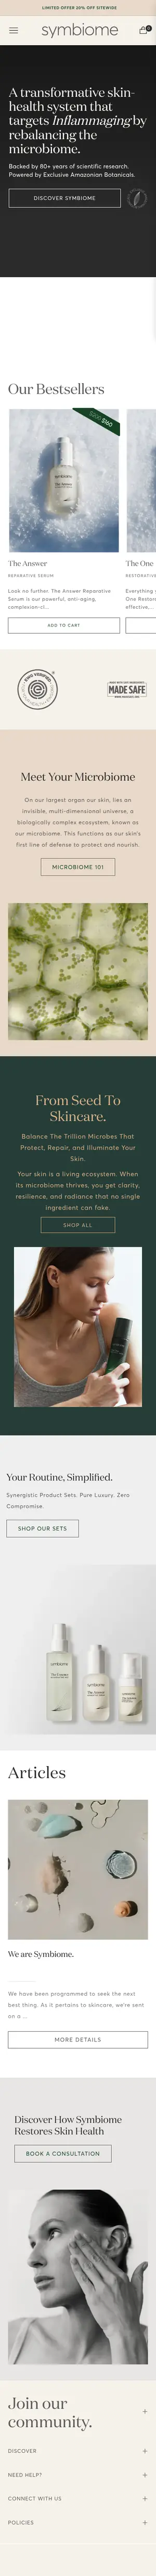 LIMITED OFFER 20% OFF SITEWIDE
symbiome
0
A transformative skin-
health system that
targets Inflammaging by
rebalancing the
microbiome.
Backed by 80+ years of scientific research.
Powered by Exclusive Amazonian Botanicals.
DISCOVER SYMBIOME
Our Bestsellers
$200 $160
The Answer
REPARATIVE SERUM
Look no further. The Answer Reparative
Serum is our powerful, anti-aging,
complexion-cl...
ADD TO CART
The One
RESTORATIVE
Everything
One Restora
effective,...
EWG VERIFIED
MADE SAFE
Meet Your Microbiome
On our largest organ our skin, lies an
invisible, multi-dimensional universe, a
biologically complex ecosystem, known as
our microbiome. This functions as our skin's
first line of defense to protect and nourish.
MICROBIOME 101
From Seed To
Skincare.
Balance The Trillion Microbes That
Protect, Repair, and Illuminate Your
Skin.
Your skin is a living ecosystem. When
its microbiome thrives, you get clarity,
resilience, and radiance that no single
ingredient can fake.
SHOP ALL
Your Routine, Simplified.
Synergistic Product Sets, Pure Luxury, Zero
Compromise.
SHOP OUR SETS
symbiome
symbiome
symbiome
Articles
We are Symbiome.
We have been programmed to seek the next
best thing. As it pertains to skincare, we're sent
on a ...
MORE DETAILS
Discover How Symbiome
Restores Skin Health
BOOK A CONSULTATION
Join our
community.
DISCOVER
NEED HELP?
CONNECT WITH US
POLICIES